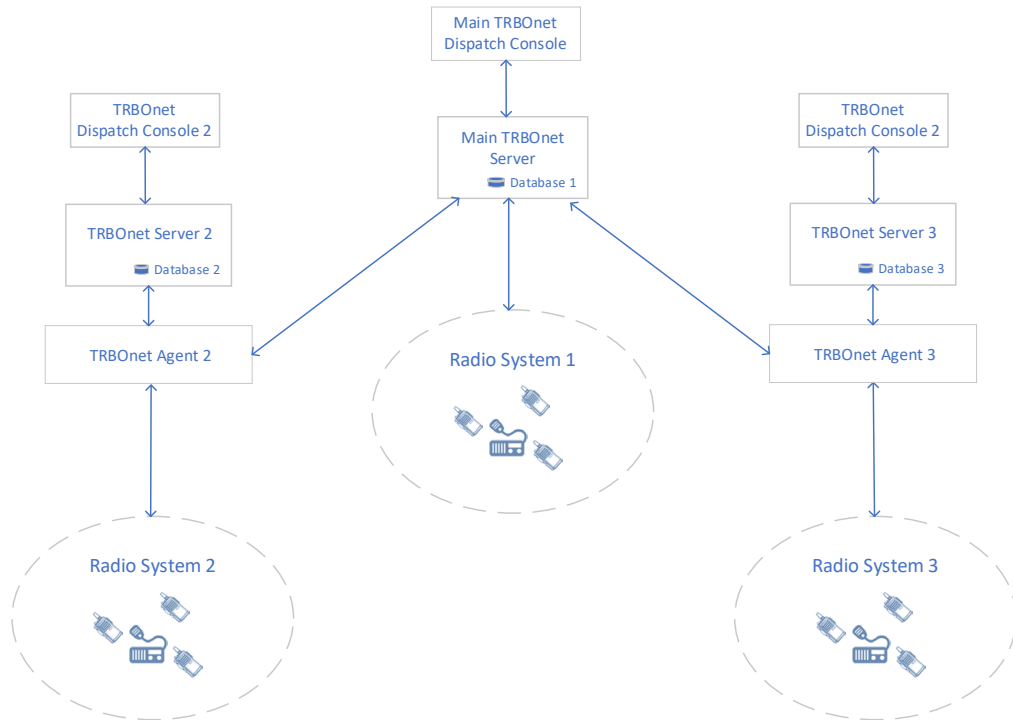 Main TRBOnet
Dispatch Console
TRBOnet
Dispatch Console 2
Main TRBOnet
Server
Database 1
TRBOnet
Dispatch Console 2
TRBOnet Server 2
Database 2
TRBOnet Server 3
Database 3
TRBOnet Agent 2
Radio System 1
TRBOnet Agent 3
Radio System 2
Radio System 3